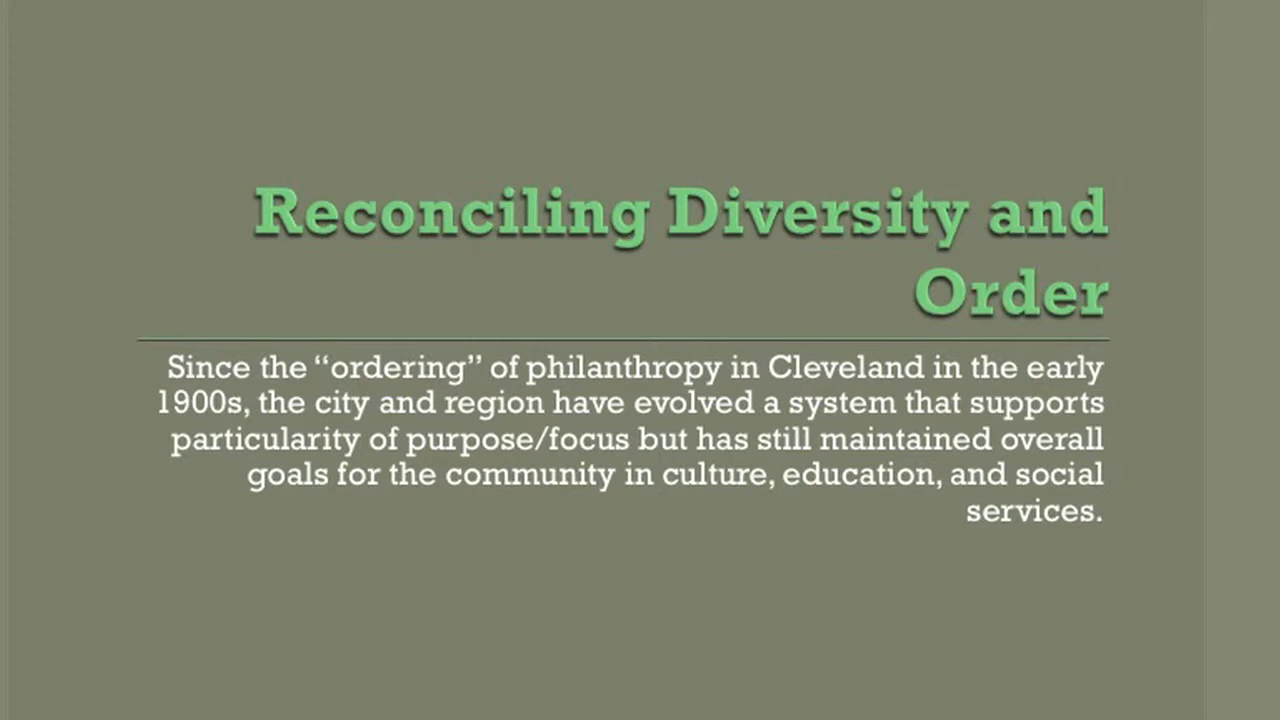 Reconciling Diversity and
Order
Since the “ordering” of philanthropy in Cleveland in the early
1900s, the city and region have evolved a system that supports
particularity of purpose/focus but has still maintained overall
goals for the community in culture, education, and social
services.